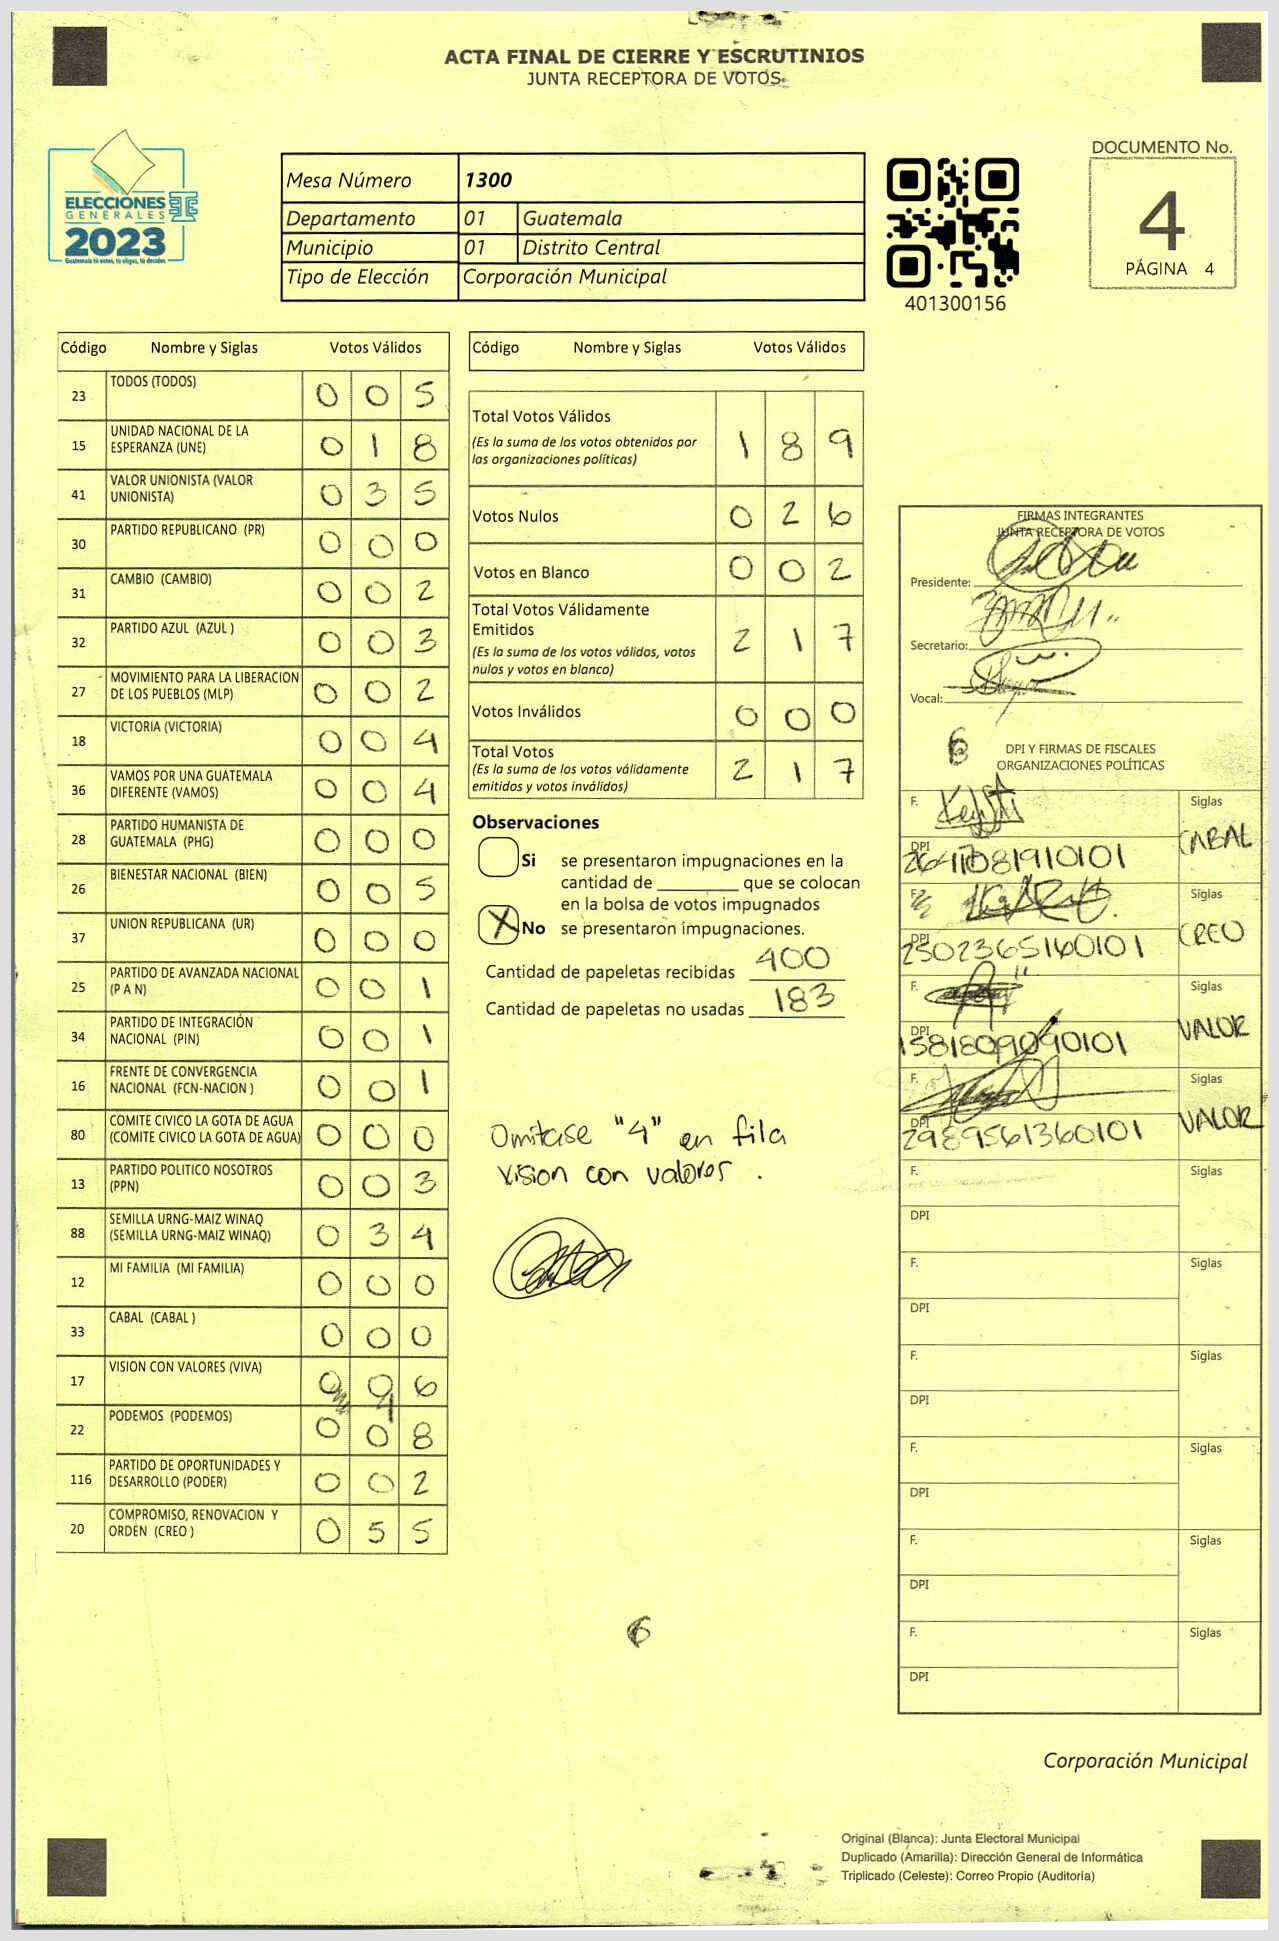 ACTA FINAL DE CIERRE Y ESCRUTINIOS
JUNTA RECEPTORA DE VOTOS
ELECCIONES
GENERALES
2023
Guatemala tú votas, tú eliges, tú decides
Mesa Número 1300
Departamento 01 Guatemala
Municipio 01 Distrito Central
Tipo de Elección Corporación Municipal
401300156
DOCUMENTO No.
4
PÁGINA 4
Código Nombre y Siglas Votos Válidos
23 TODOS (TODOS) 0 0 5
15 UNIDAD NACIONAL DE LA ESPERANZA (UNE) 0 1 8
41 VALOR UNIONISTA (VALOR UNIONISTA) 0 3 5
30 PARTIDO REPUBLICANO (PR) 0 0 0
31 CAMBIO (CAMBIO) 0 0 2
32 PARTIDO AZUL (AZUL ) 0 0 3
27 MOVIMIENTO PARA LA LIBERACION DE LOS PUEBLOS (MLP) 0 0 2
18 VICTORIA (VICTORIA) 0 0 4
36 VAMOS POR UNA GUATEMALA DIFERENTE (VAMOS) 0 0 4
28 PARTIDO HUMANISTA DE GUATEMALA (PHG) 0 0 0
26 BIENESTAR NACIONAL (BIEN) 0 0 5
37 UNION REPUBLICANA (UR) 0 0 0
25 PARTIDO DE AVANZADA NACIONAL (P A N) 0 0 1
34 PARTIDO DE INTEGRACIÓN NACIONAL (PIN) 0 0 1
16 FRENTE DE CONVERGENCIA NACIONAL (FCN-NACION ) 0 0 1
80 COMITE CIVICO LA GOTA DE AGUA (COMITE CIVICO LA GOTA DE AGUA) 0 0 0
13 PARTIDO POLITICO NOSOTROS (PPN) 0 0 3
88 SEMILLA URNG-MAIZ WINAQ (SEMILLA URNG-MAIZ WINAQ) 0 3 4
12 MI FAMILIA (MI FAMILIA) 0 0 0
33 CABAL (CABAL ) 0 0 0
17 VISION CON VALORES (VIVA) 0 0 6
22 PODEMOS (PODEMOS) 0 0 8
116 PARTIDO DE OPORTUNIDADES Y DESARROLLO (PODER) 0 0 2
20 COMPROMISO, RENOVACION Y ORDEN (CREO ) 0 5 5
Código Nombre y Siglas Votos Válidos
Total Votos Válidos 1 8 9
(Es la suma de los votos obtenidos por
las organizaciones políticas)
Votos Nulos 0 2 6
Votos en Blanco 0 0 2
Total Votos Válidamente
Emitidos 2 1 7
(Es la suma de los votos válidos, votos
nulos y votos en blanco)
Votos Inválidos 0 0 0
Total Votos 2 1 7
(Es la suma de los votos válidamente
emitidos y votos inválidos)
Observaciones
Si se presentaron impugnaciones en la
cantidad de ________ que se colocan
en la bolsa de votos impugnados
X No se presentaron impugnaciones.
Cantidad de papeletas recibidas 400
Cantidad de papeletas no usadas 183
Omitase "4" en fila
vision con valores .
6
FIRMAS INTEGRANTES
JUNTA RECEPTORA DE VOTOS
Presidente:
Secretario:
Vocal:
DPI Y FIRMAS DE FISCALES
ORGANIZACIONES POLÍTICAS
F. Siglas
DPI CABAL
F. Siglas
DPI 2502365160101 CREO
F. Siglas
DPI 1581809090101 VALOR
F. Siglas
DPI 2989561360101 VALOR
F. Siglas
DPI
F. Siglas
DPI
F. Siglas
DPI
F. Siglas
DPI
F. Siglas
DPI
F. Siglas
DPI
Corporación Municipal
Original (Blanca): Junta Electoral Municipal
Duplicado (Amarilla): Dirección General de Informática
Triplicado (Celeste): Correo Propio (Auditoría)